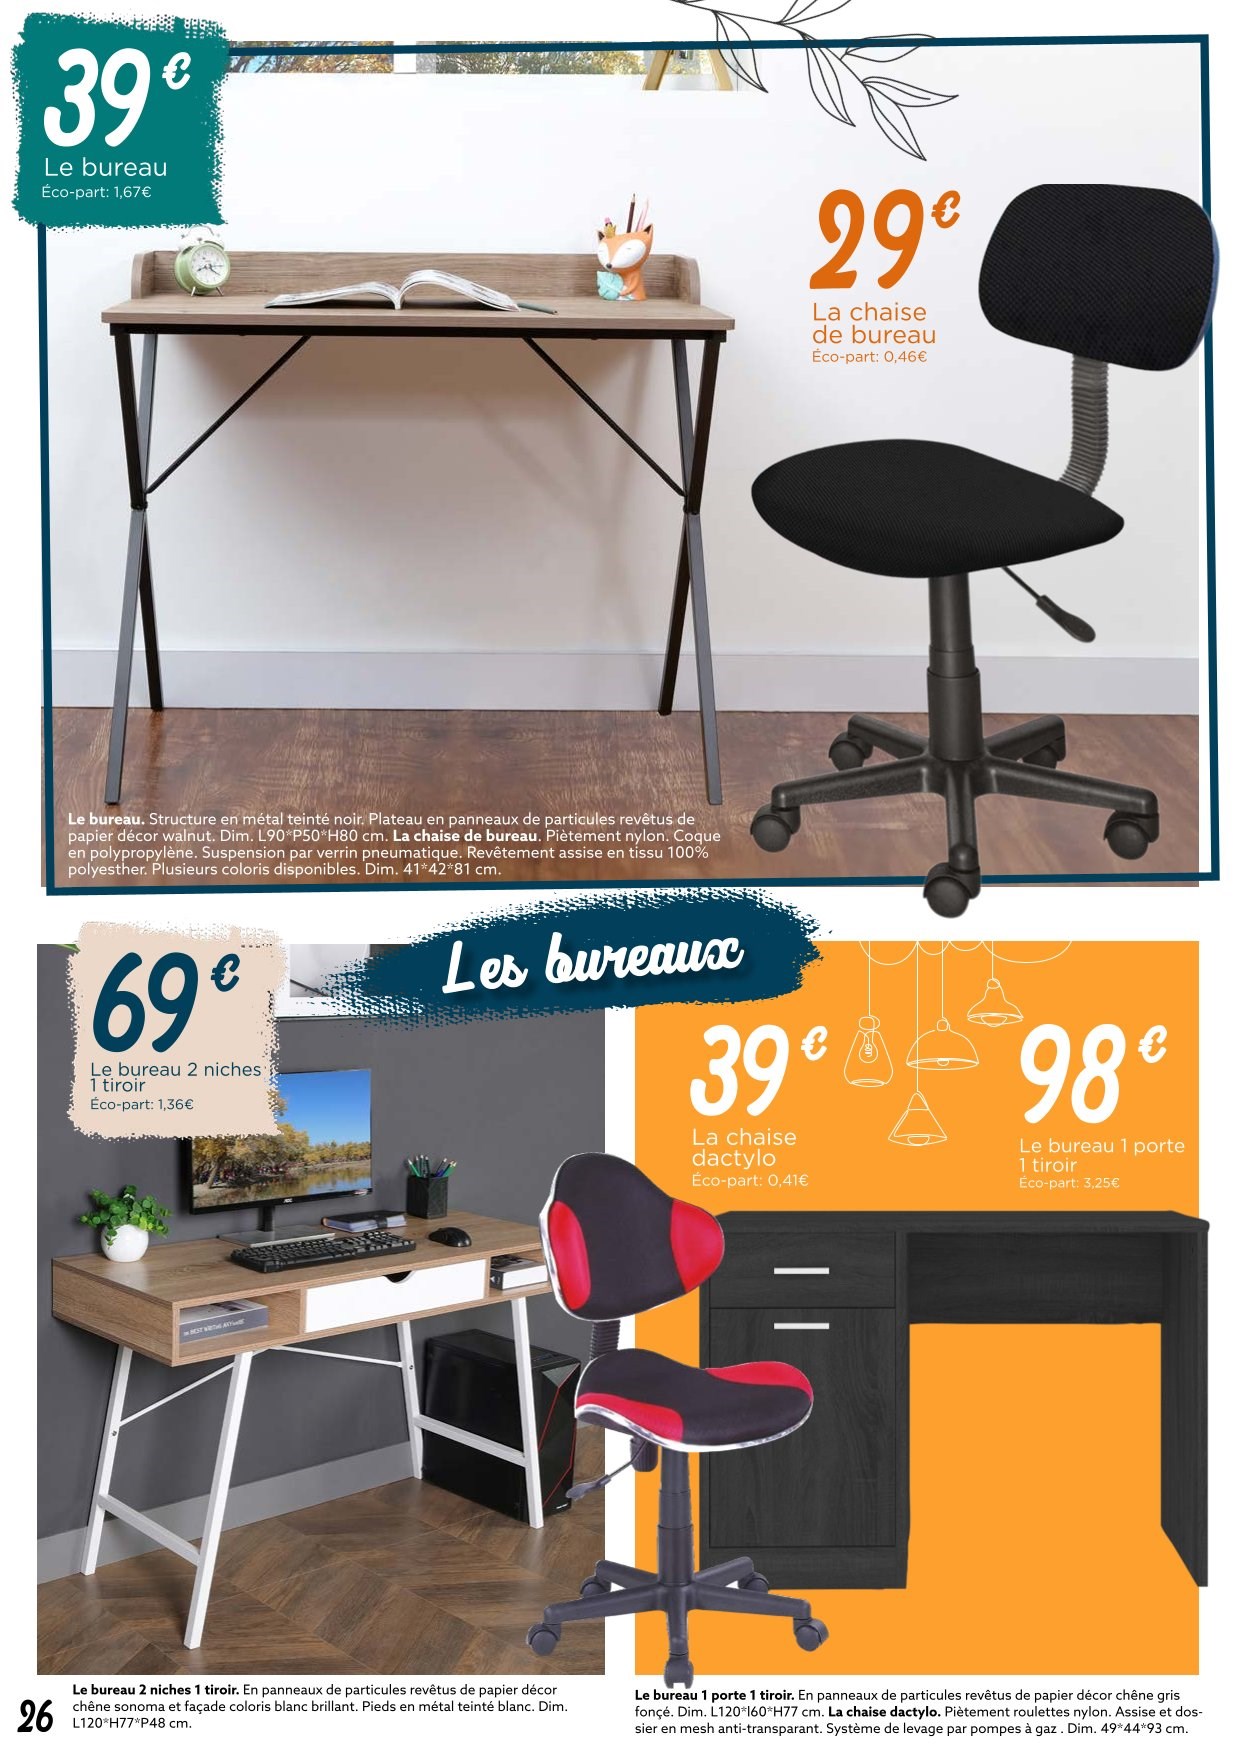 39€
Le bureau
Éco-part: 1,67€
29€
La chaise
de bureau
Éco-part: 0,46€
Le bureau. Structure en métal teinté noir. Plateau en panneaux de particules revêtus de
papier décor walnut. Dim. L90*P50*H80 cm. La chaise de bureau. Piètement nylon. Coque
en polypropylène. Suspension par verrin pneumatique. Revêtement assise en tissu 100%
polyesther. Plusieurs coloris disponibles. Dim. 41*42*81 cm.
Les bureaux
69€
Le bureau 2 niches
1 tiroir
Éco-part: 1,36€
39€
La chaise
dactylo
Éco-part: 0,41€
98€
Le bureau 1 porte
1 tiroir
Éco-part: 3,25€
Le bureau 2 niches 1 tiroir. En panneaux de particules revêtus de papier décor
chêne sonoma et façade coloris blanc brillant. Pieds en métal teinté blanc. Dim.
L120*H77*P48 cm.
Le bureau 1 porte 1 tiroir. En panneaux de particules revêtus de papier décor chêne gris
fonçé. Dim. L120*l60*H77 cm. La chaise dactylo. Piètement roulettes nylon. Assise et dos-
sier en mesh anti-transparant. Système de levage par pompes à gaz . Dim. 49*44*93 cm.
26